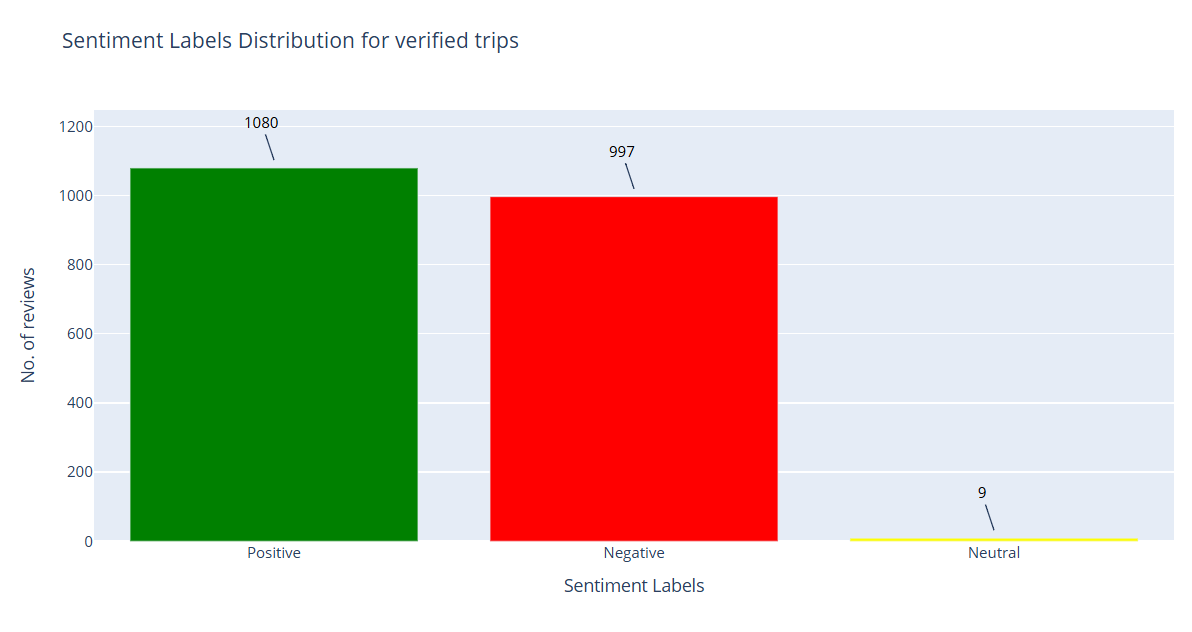 Sentiment Labels Distribution for verified trips
1200
1000
800
600
400
200
0
No. of reviews
1080
997
9
Positive
Negative
Neutral
Sentiment Labels